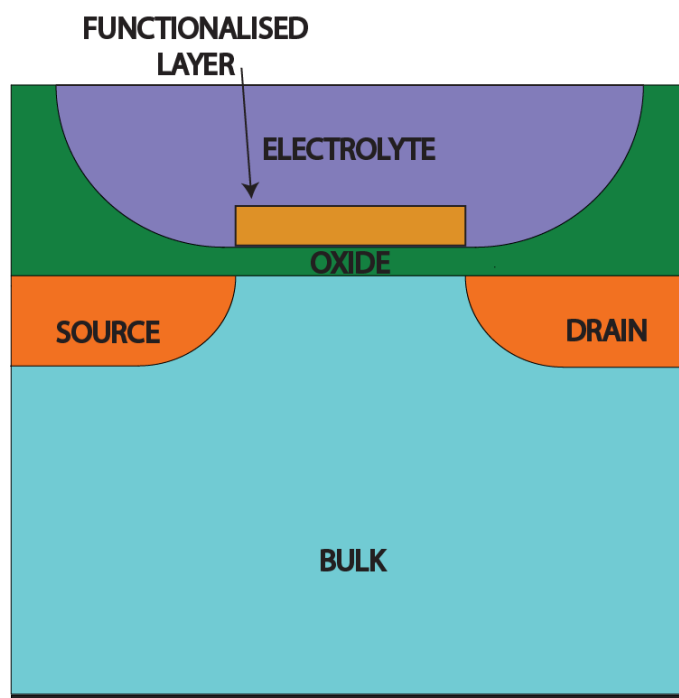 FUNCTIONALISED
LAYER
ELECTROLYTE
OXIDE
SOURCE
DRAIN
BULK